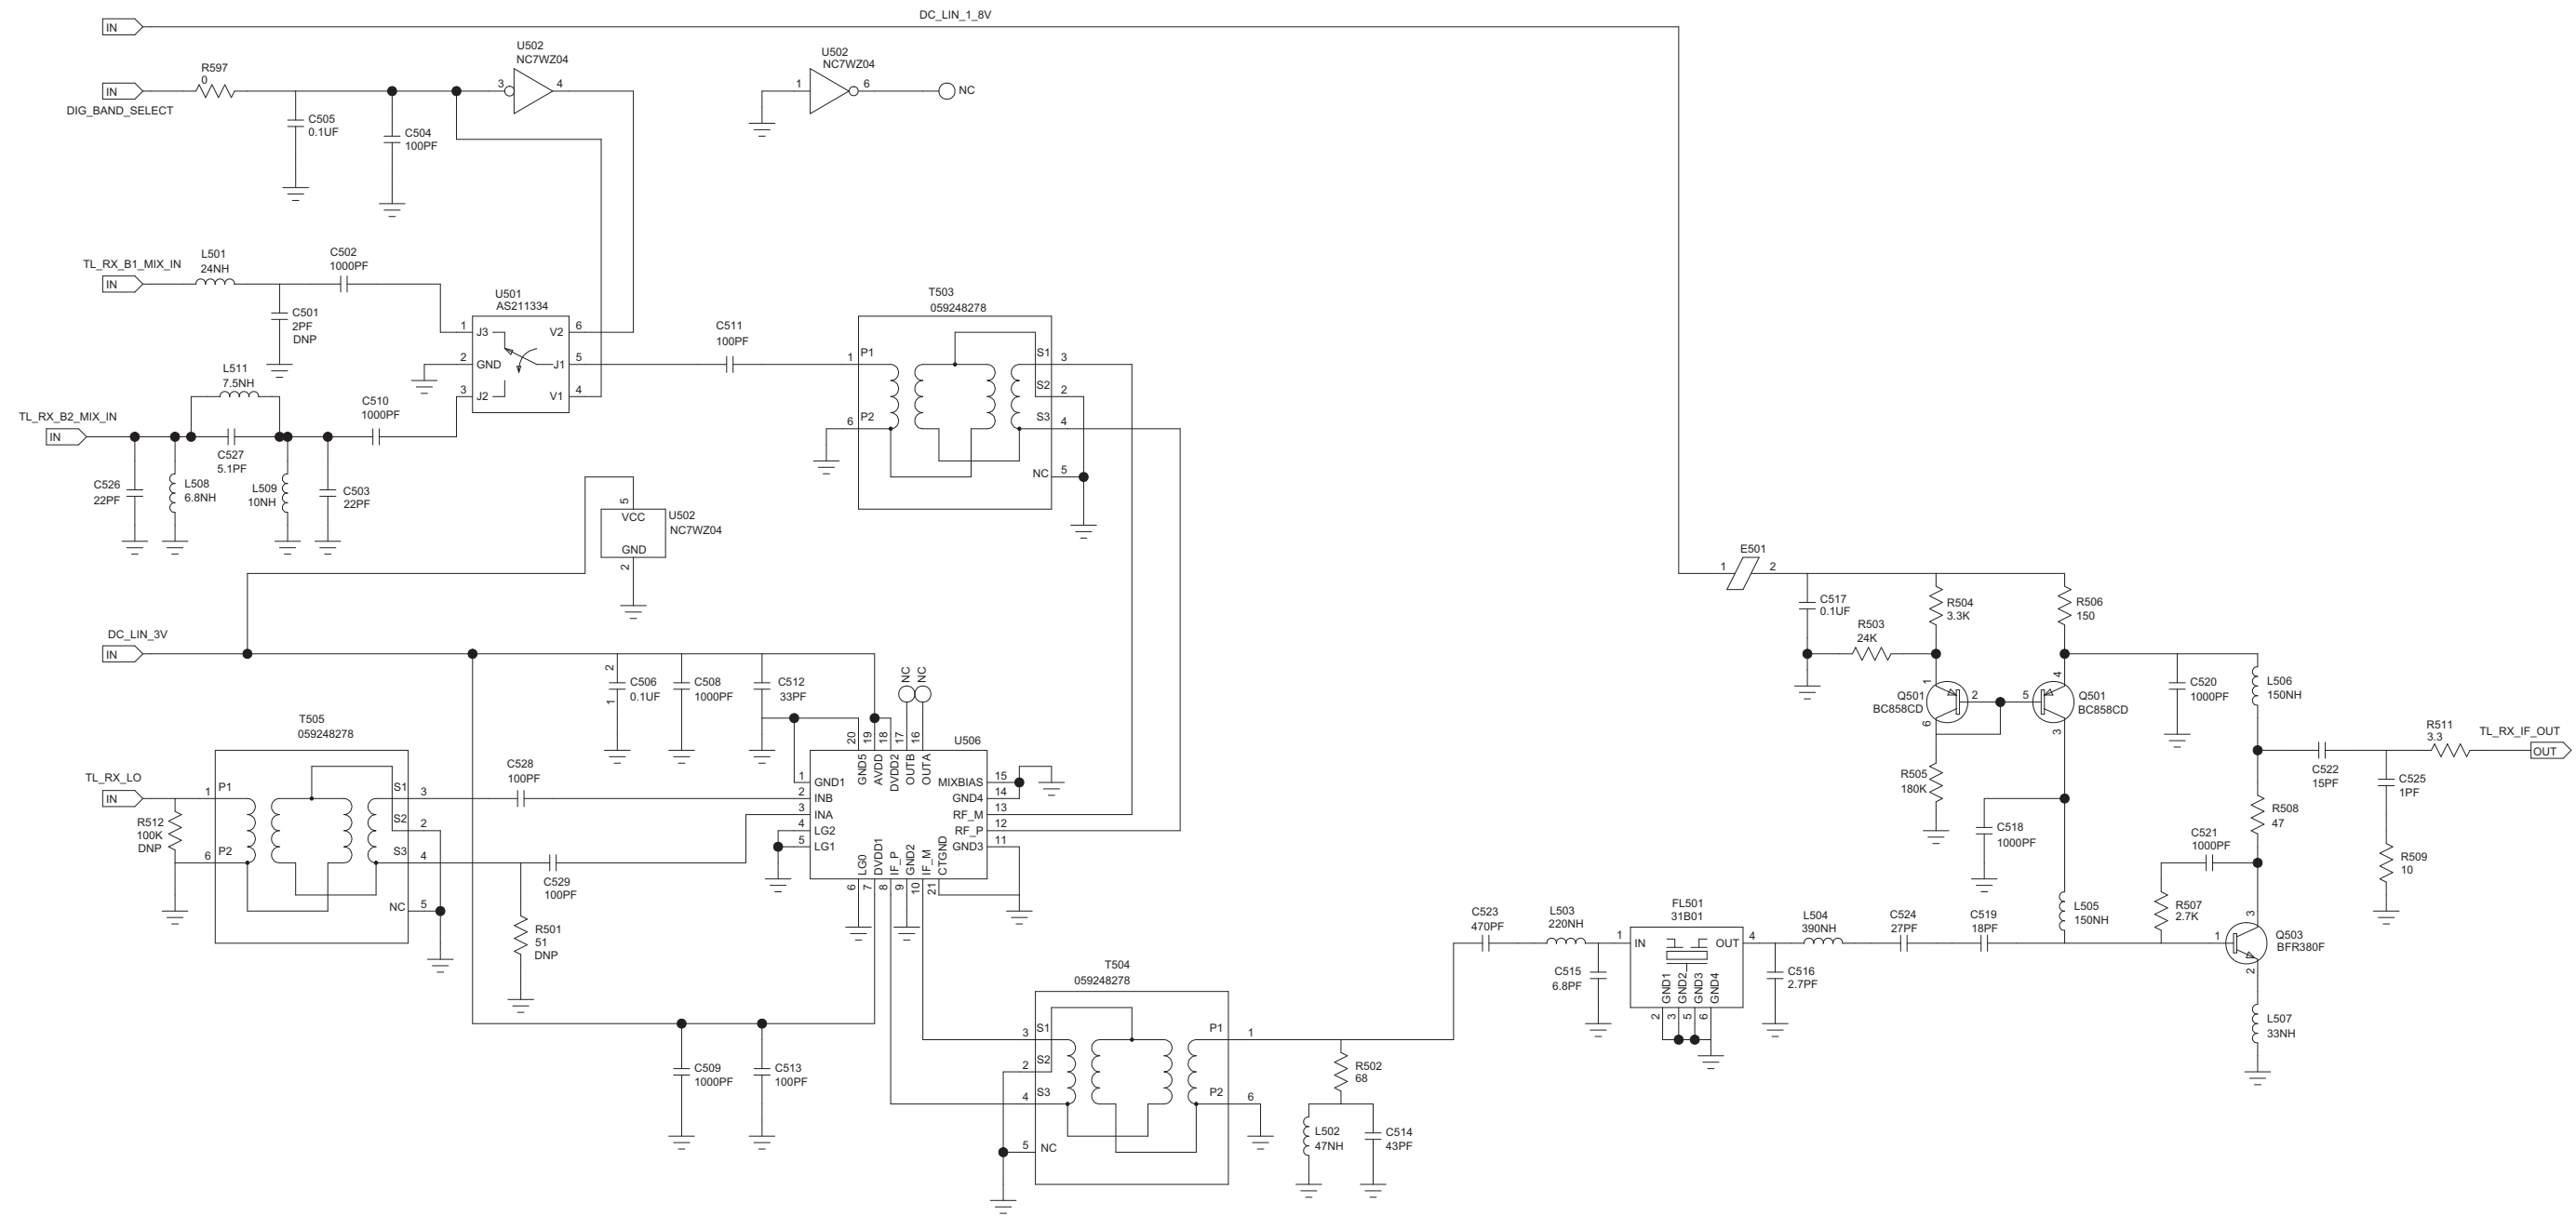 DC_LIN_1_8V
IN
R597
0
IN
DIG_BAND_SELECT
C505
0.1UF
C504
100PF
U502
NC7WZ04
3
4
U502
NC7WZ04
1
6
NC
TL_RX_B1_MIX_IN
IN
L501
24NH
C502
1000PF
C501
2PF
DNP
U501
AS211334
1
J3
V2
6
2
GND
J1
5
3
J2
V1
4
L511
7.5NH
C510
1000PF
TL_RX_B2_MIX_IN
IN
C527
5.1PF
C526
22PF
L508
6.8NH
L509
10NH
C503
22PF
C511
100PF
T503
059248278
1
P1
S1
3
S2
2
6
P2
S3
4
NC
5
5
VCC
U502
NC7WZ04
GND
2
DC_LIN_3V
IN
2
C506
0.1UF
1
C508
1000PF
C512
33PF
NC
NC
T505
059248278
TL_RX_LO
IN
R512
100K
DNP
1
P1
S1
3
S2
2
6
P2
S3
4
NC
5
C528
100PF
C529
100PF
R501
51
DNP
U506
20
19
18
17
16
GND5
AVDD
DVDD2
OUTB
OUTA
1
GND1
2
INB
3
INA
4
LG2
5
LG1
MIXBIAS
15
GND4
14
RF_M
13
RF_P
12
GND3
11
LG0
DVDD1
IF_P
GND2
IF_M
CTGND
6
7
8
9
10
21
C509
1000PF
C513
100PF
T504
059248278
3
S1
P1
1
2
S2
4
S3
P2
6
5
NC
R502
68
L502
47NH
C514
43PF
C523
470PF
L503
220NH
C515
6.8PF
FL501
31B01
1
IN
OUT
4
GND1
GND2
GND3
GND4
2
3
5
6
C516
2.7PF
L504
390NH
C524
27PF
C519
18PF
E501
1
2
C517
0.1UF
R504
3.3K
R506
150
R503
24K
1
Q501
BC858CD
2
6
5
4
Q501
BC858CD
3
R505
180K
C518
1000PF
L505
150NH
C520
1000PF
L506
150NH
C522
15PF
R511
3.3
TL_RX_IF_OUT
OUT
C525
1PF
R508
47
R509
10
C521
1000PF
R507
2.7K
1
3
Q503
BFR380F
2
L507
33NH